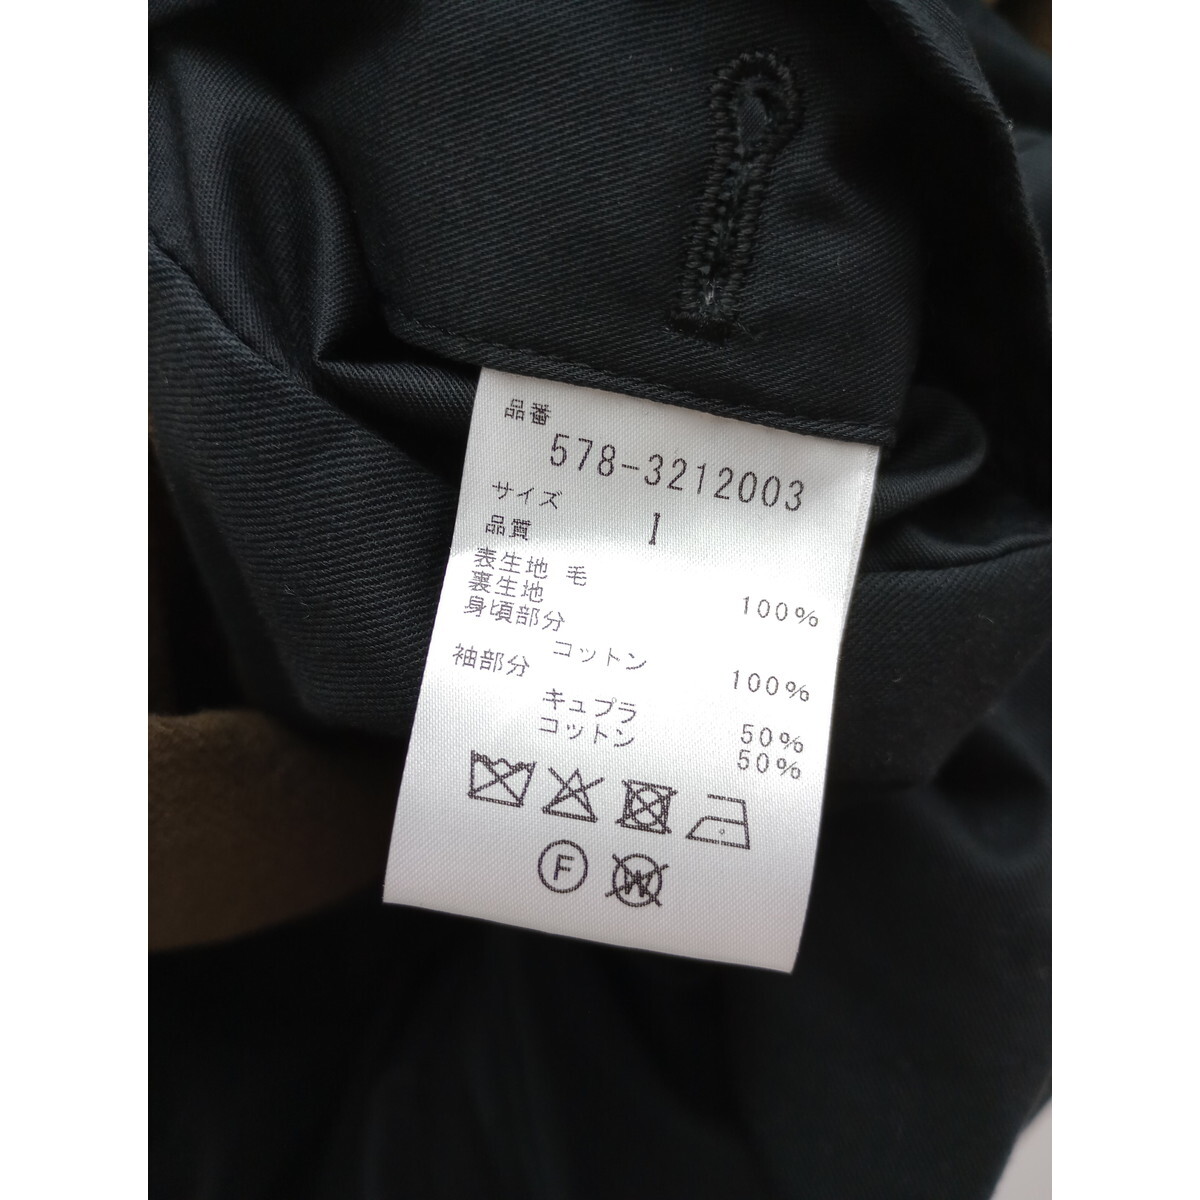 品番
578-3212003
サイズ 1
品質
表生地 毛 100%
裏生地
身頃部分
コットン 100%
袖部分
キュプラ 50%
コットン 50%
F
W